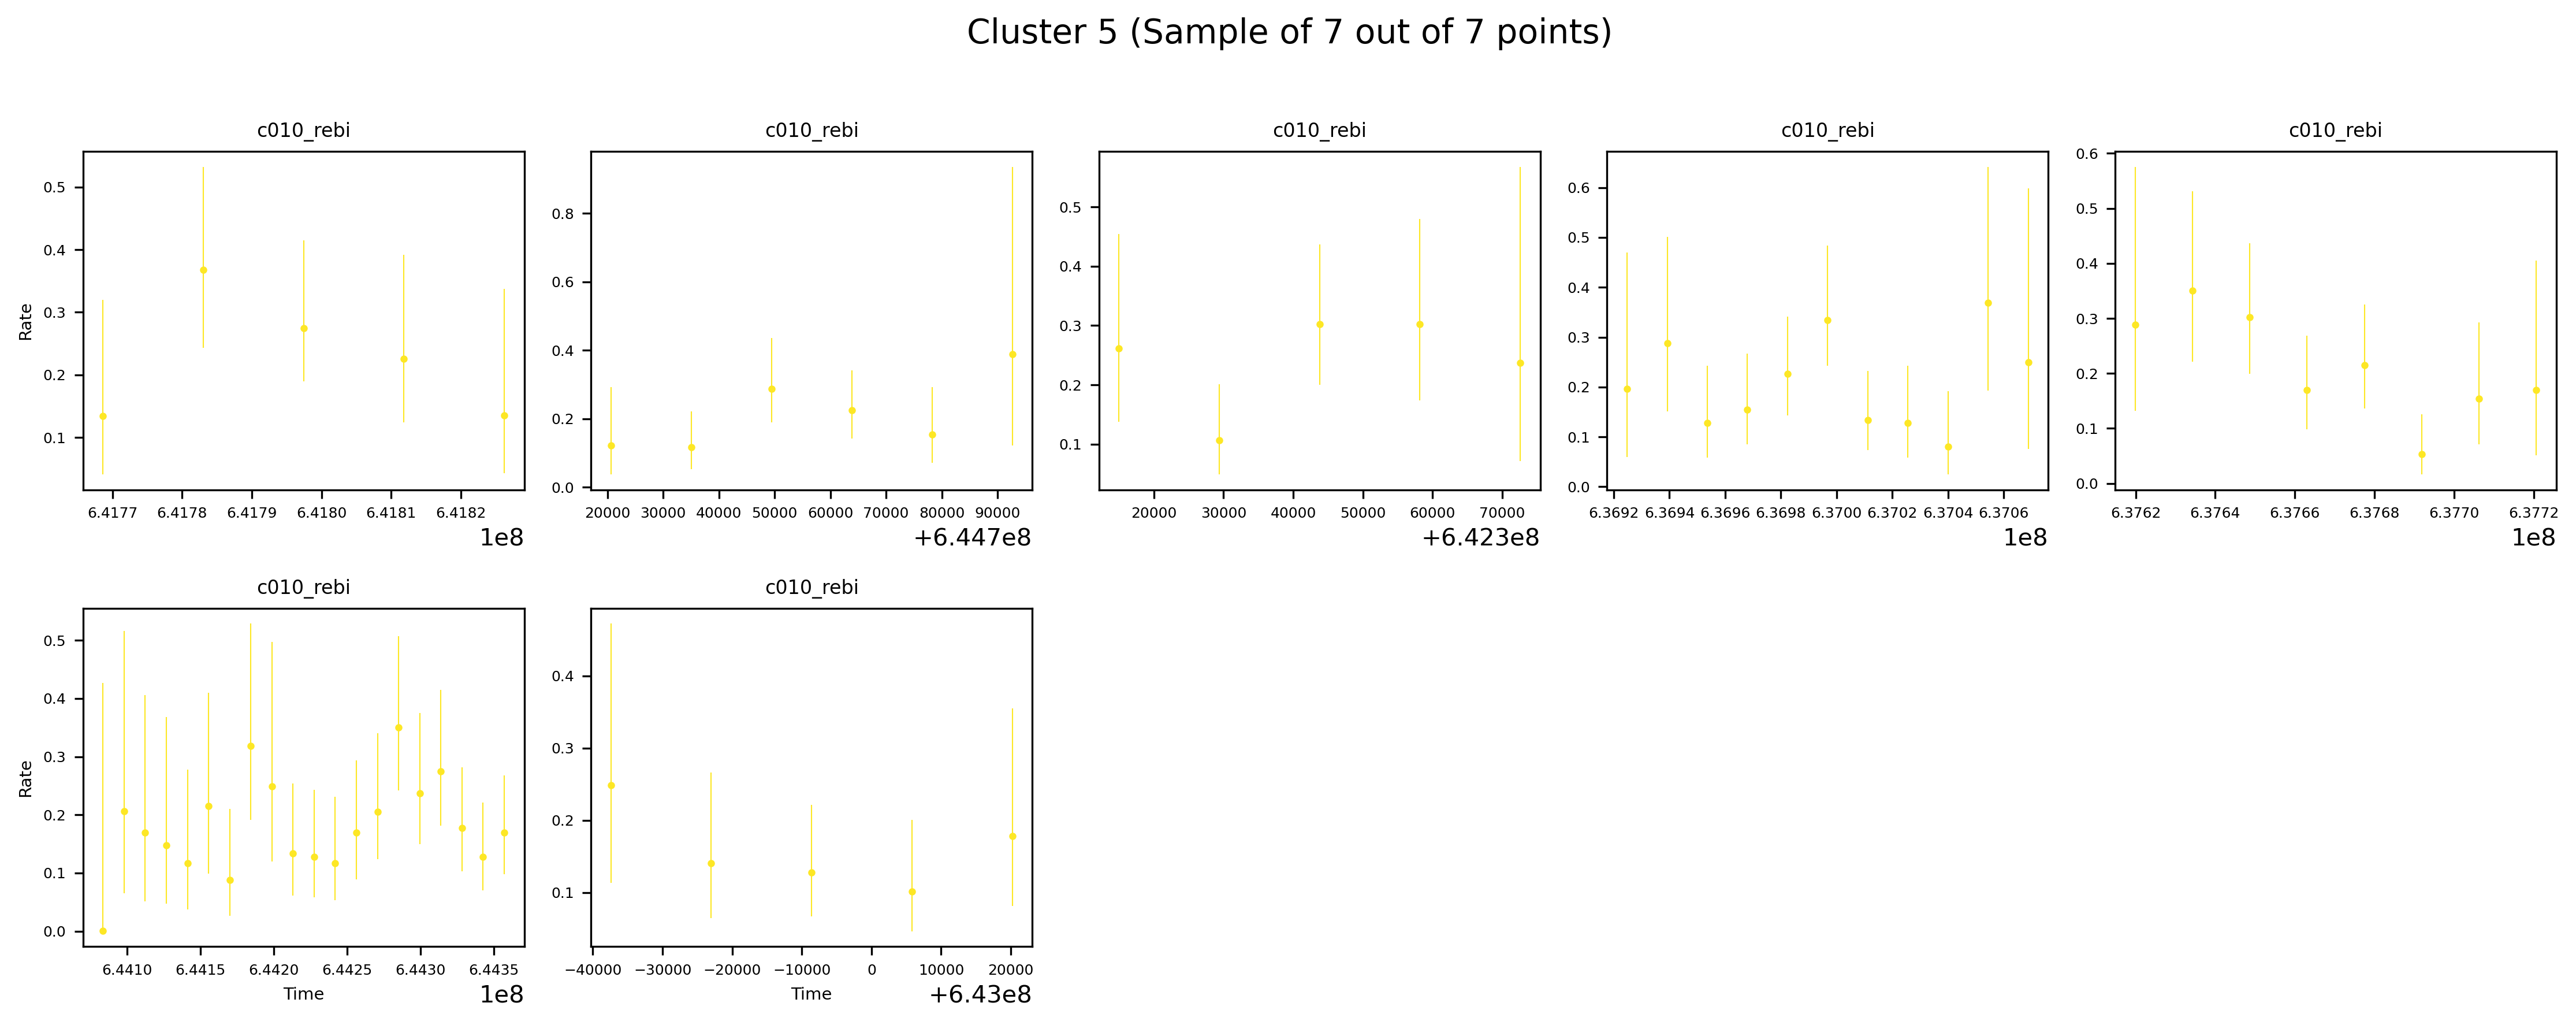 Cluster 5 (Sample of 7 out of 7 points)
c010_rebi c010_rebi c010_rebi c010_rebi c010_rebi
Rate
0.5 0.4 0.3 0.2 0.1
6.4177 6.4178 6.4179 6.4180 6.4181 6.4182
1e8
0.8 0.6 0.4 0.2 0.0
20000 30000 40000 50000 60000 70000 80000 90000
+6.447e8
0.5 0.4 0.3 0.2 0.1
20000 30000 40000 50000 60000 70000
+6.423e8
0.6 0.5 0.4 0.3 0.2 0.1 0.0
6.3692 6.3694 6.3696 6.3698 6.3700 6.3702 6.3704 6.3706
1e8
0.6 0.5 0.4 0.3 0.2 0.1 0.0
6.3762 6.3764 6.3766 6.3768 6.3770 6.3772
1e8
c010_rebi c010_rebi
Rate
0.5 0.4 0.3 0.2 0.1 0.0
6.4410 6.4415 6.4420 6.4425 6.4430 6.4435
Time
1e8
0.4 0.3 0.2 0.1
−40000 −30000 −20000 −10000 0 10000 20000
Time
+6.43e8